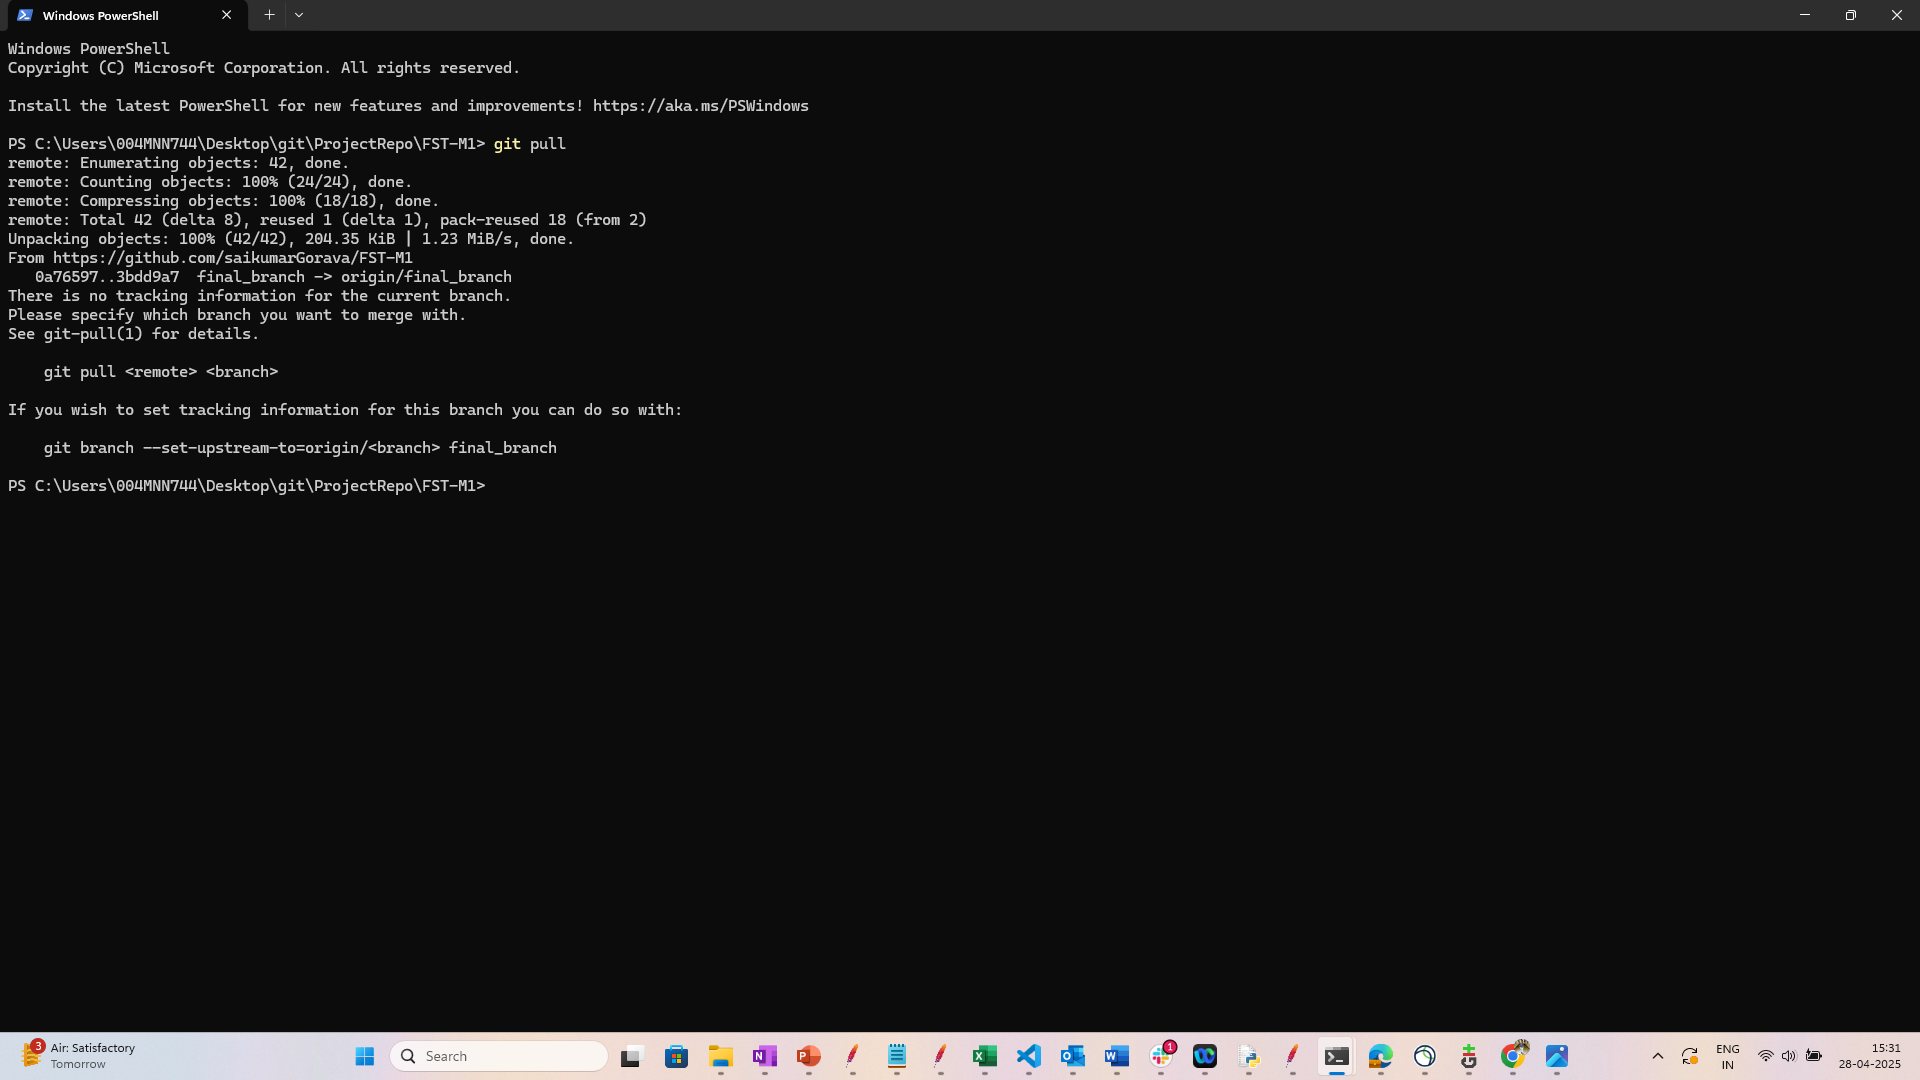 Windows PowerShell
Windows PowerShell
Copyright (C) Microsoft Corporation. All rights reserved.
Install the latest PowerShell for new features and improvements! https://aka.ms/PSWindows
PS C:\Users\004MNN744\Desktop\git\ProjectRepo\FST-M1> git pull
remote: Enumerating objects: 42, done.
remote: Counting objects: 100% (24/24), done.
remote: Compressing objects: 100% (18/18), done.
remote: Total 42 (delta 8), reused 1 (delta 1), pack-reused 18 (from 2)
Unpacking objects: 100% (42/42), 204.35 KiB | 1.23 MiB/s, done.
From https://github.com/saikumarGorava/FST-M1
   0a76597..3bdd9a7  final_branch -> origin/final_branch
There is no tracking information for the current branch.
Please specify which branch you want to merge with.
See git-pull(1) for details.
    git pull <remote> <branch>
If you wish to set tracking information for this branch you can do so with:
    git branch --set-upstream-to=origin/<branch> final_branch
PS C:\Users\004MNN744\Desktop\git\ProjectRepo\FST-M1>
3
Air: Satisfactory
Tomorrow
Search
1
ENG
IN
15:31
28-04-2025